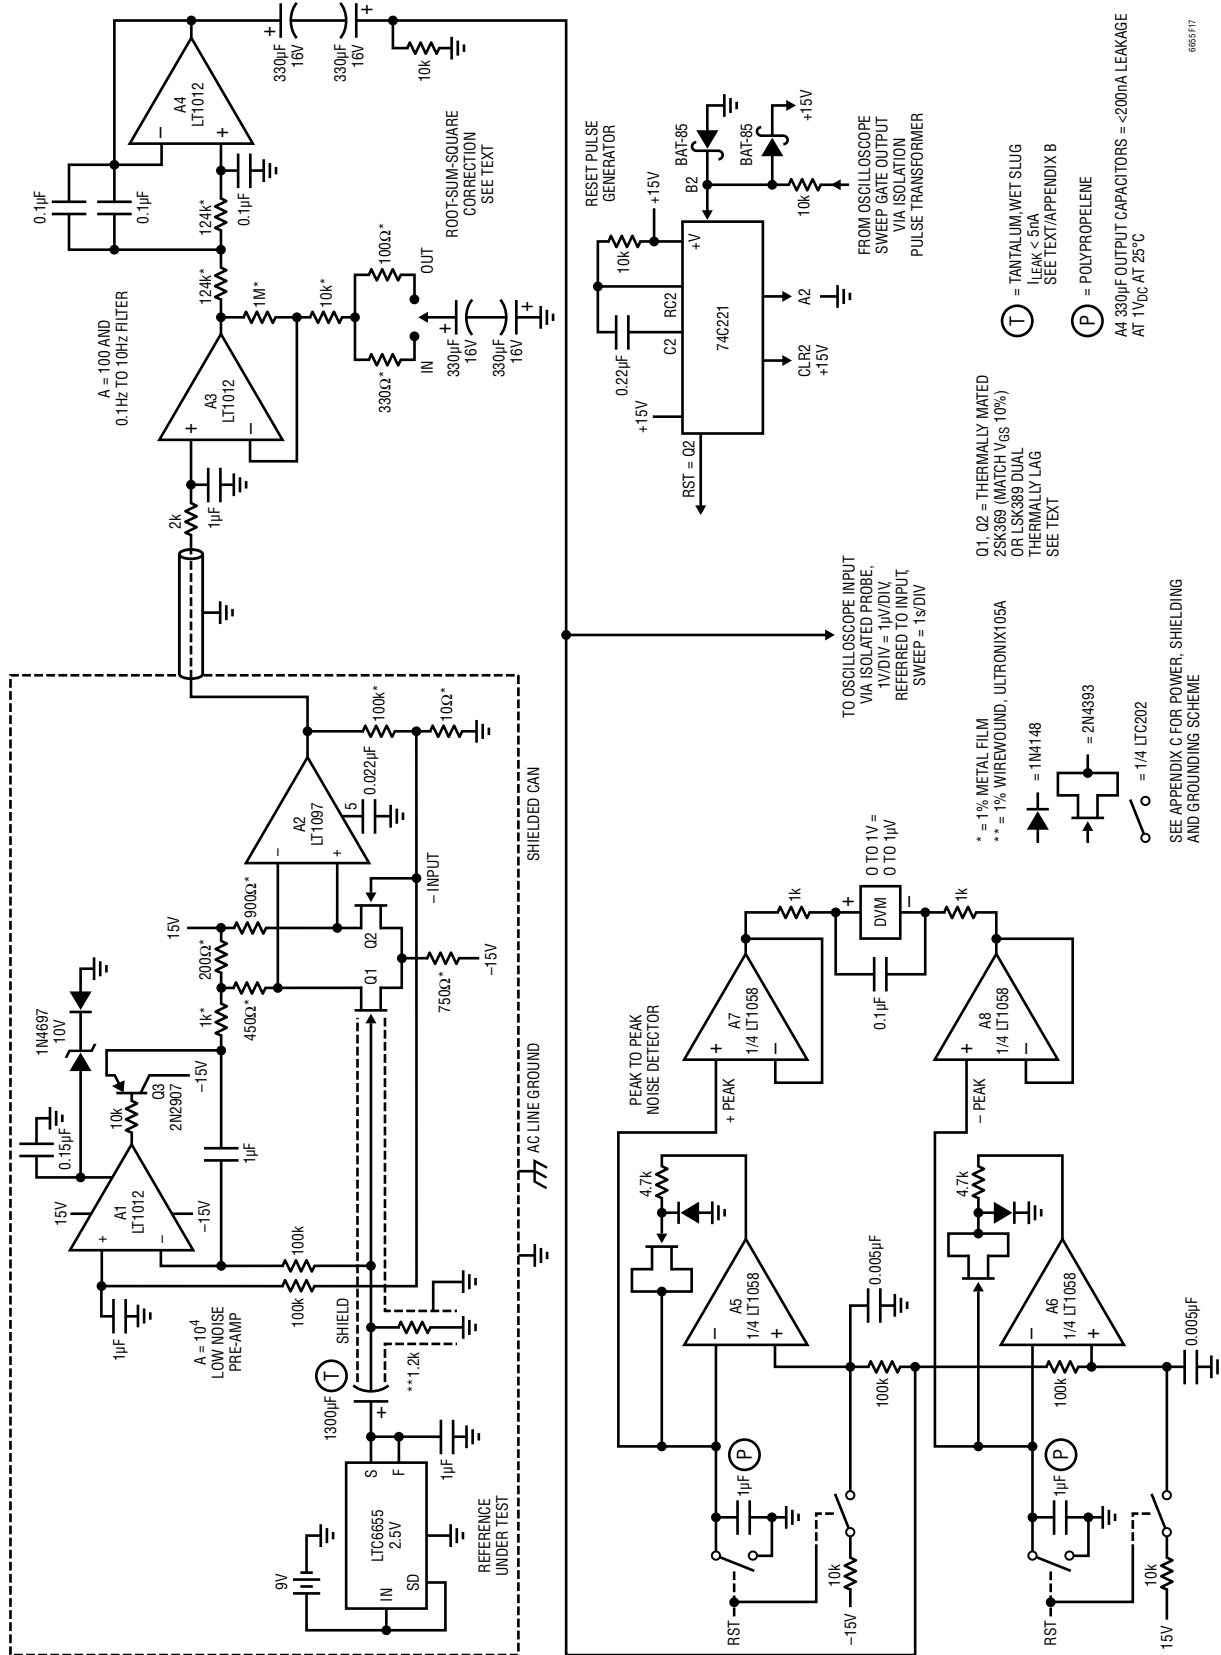 A = 10⁴
LOW NOISE
PRE-AMP
1µF
15V
A1
LT1012
+
–
–15V
0.15µF
1N4697
10V
10k
Q3
2N2907
–15V
1µF
100k
100k
1k*
200Ω*
15V
450Ω*
900Ω*
Q1
Q2
750Ω*
–15V
– INPUT
A2
LT1097
–
+
5
0.022µF
100k*
10Ω*
SHIELDED CAN
AC LINE GROUND
9V
IN
SD
LTC6655
2.5V
S
F
REFERENCE
UNDER TEST
1µF
1300µF
+
T
SHIELD
**1.2k
2k
1µF
A = 100 AND
0.1Hz TO 10Hz FILTER
+
–
A3
LT1012
124k*
1M*
10k*
330Ω*
100Ω*
IN
OUT
+
330µF
16V
330µF
16V
+
ROOT-SUM-SQUARE
CORRECTION
SEE TEXT
0.1µF
0.1µF
124k*
0.1µF
–
+
A4
LT1012
+
330µF
16V
330µF
16V
+
10k
TO OSCILLOSCOPE INPUT
VIA ISOLATED PROBE,
1V/DIV = 1µV/DIV,
REFERRED TO INPUT,
SWEEP = 1s/DIV
RESET PULSE
GENERATOR
RST = Q2
+15V
0.22µF
10k
+15V
C2
RC2
+V
74C221
CLR2
+15V
A2
B2
BAT-85
BAT-85
+15V
10k
FROM OSCILLOSCOPE
SWEEP GATE OUTPUT
VIA ISOLATION
PULSE TRANSFORMER
PEAK TO PEAK
NOISE DETECTOR
RST
1µF
P
10k
–15V
100k
0.005µF
–
+
A5
1/4 LT1058
4.7k
+ PEAK
+
–
A7
1/4 LT1058
1k
0.1µF
+
DVM
–
O TO 1V =
O TO 1µV
1k
RST
1µF
P
10k
15V
100k
0.005µF
–
+
A6
1/4 LT1058
4.7k
– PEAK
+
–
A8
1/4 LT1058
* = 1% METAL FILM
** = 1% WIREWOUND, ULTRONIX105A
= 1N4148
= 2N4393
= 1/4 LTC202
SEE APPENDIX C FOR POWER, SHIELDING
AND GROUNDING SCHEME
Q1, Q2 = THERMALLY MATED
2SK369 (MATCH VGS 10%)
OR LSK389 DUAL
THERMALLY LAG
SEE TEXT
T = TANTALUM,WET SLUG
ILEAK < 5nA
SEE TEXT/APPENDIX B
P = POLYPROPELENE
A4 330µF OUTPUT CAPACITORS = <200nA LEAKAGE
AT 1VDC AT 25°C
6655 F17